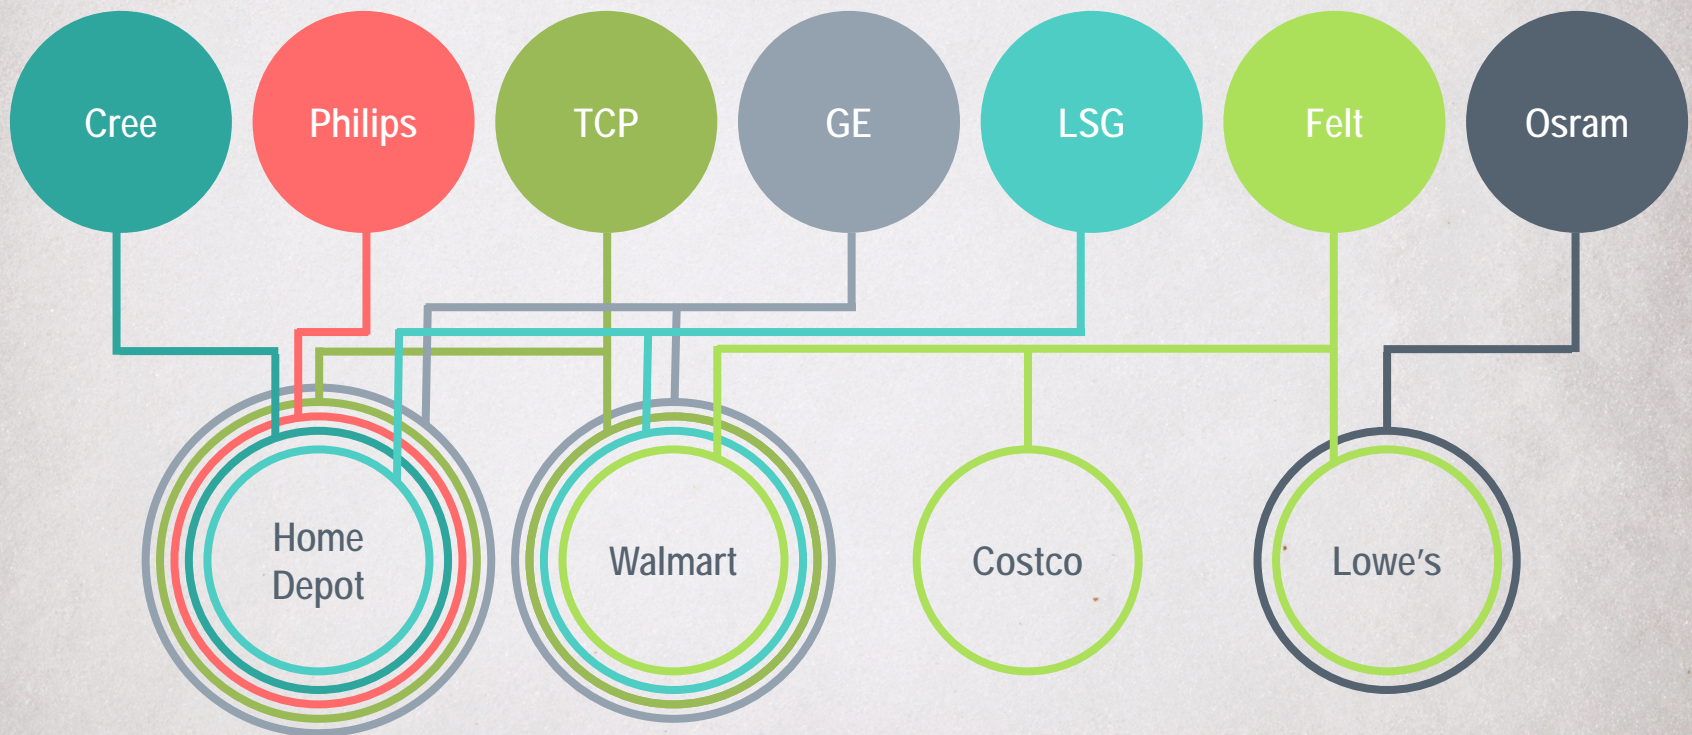 Cree
Philips
TCP
GE
LSG
Felt
Osram
Home
Depot
Walmart
Costco
Lowe's